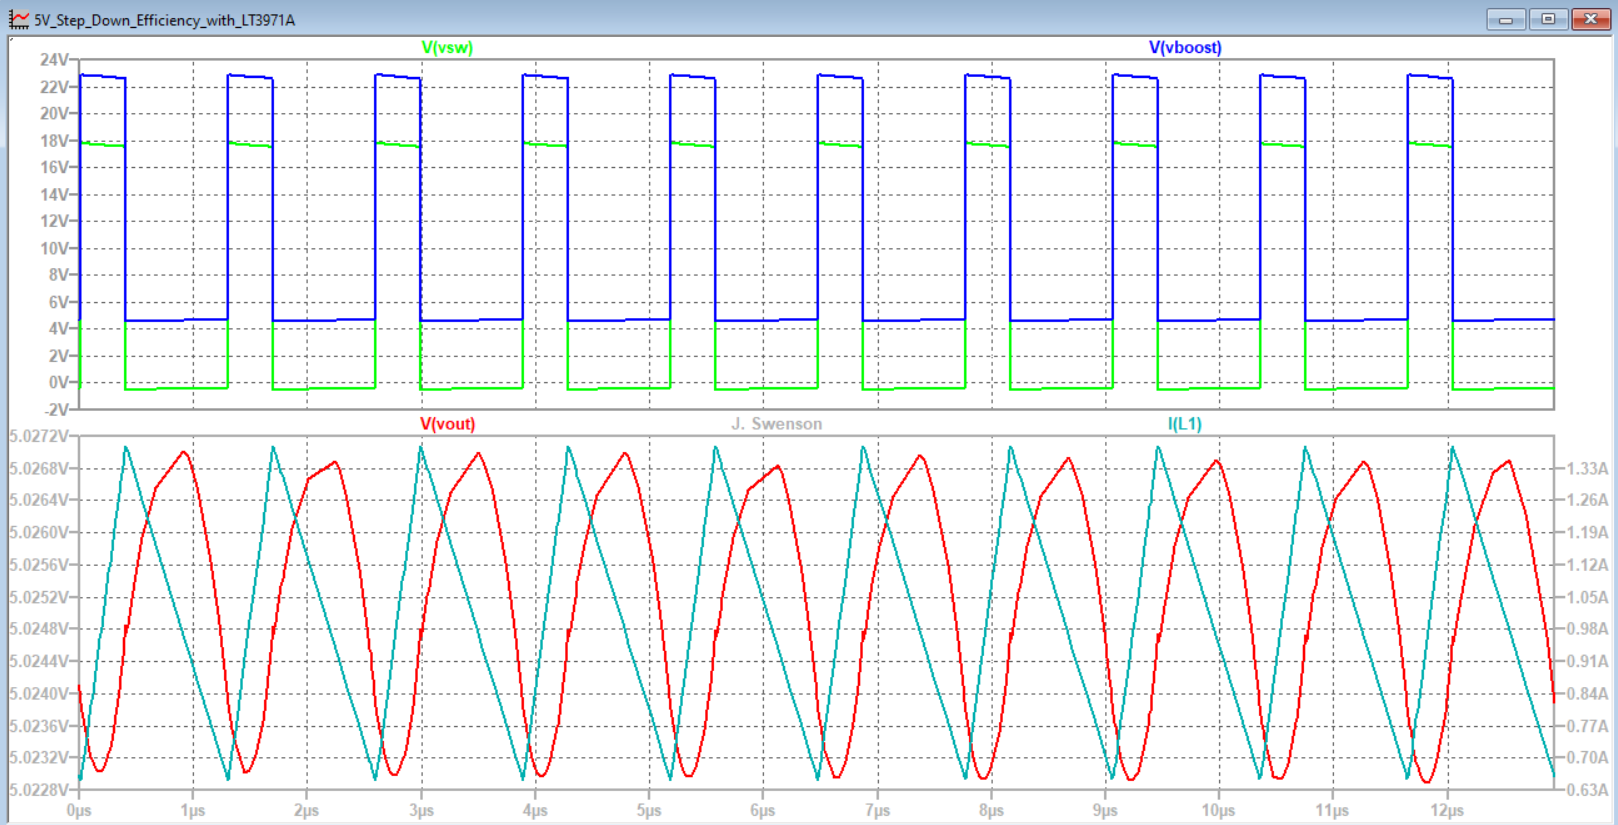 5V_Step_Down_Efficiency_with_LT3971A
V(vsw) V(vboost)
24V
22V
20V
18V
16V
14V
12V
10V
8V
6V
4V
2V
0V
-2V
V(vout) J. Swenson I(L1)
5.0272V
5.0268V 1.33A
5.0264V 1.26A
5.0260V 1.19A
5.0256V 1.12A
5.0252V 1.05A
5.0248V 0.98A
5.0244V 0.91A
5.0240V 0.84A
5.0236V 0.77A
5.0232V 0.70A
5.0228V 0.63A
0µs 1µs 2µs 3µs 4µs 5µs 6µs 7µs 8µs 9µs 10µs 11µs 12µs